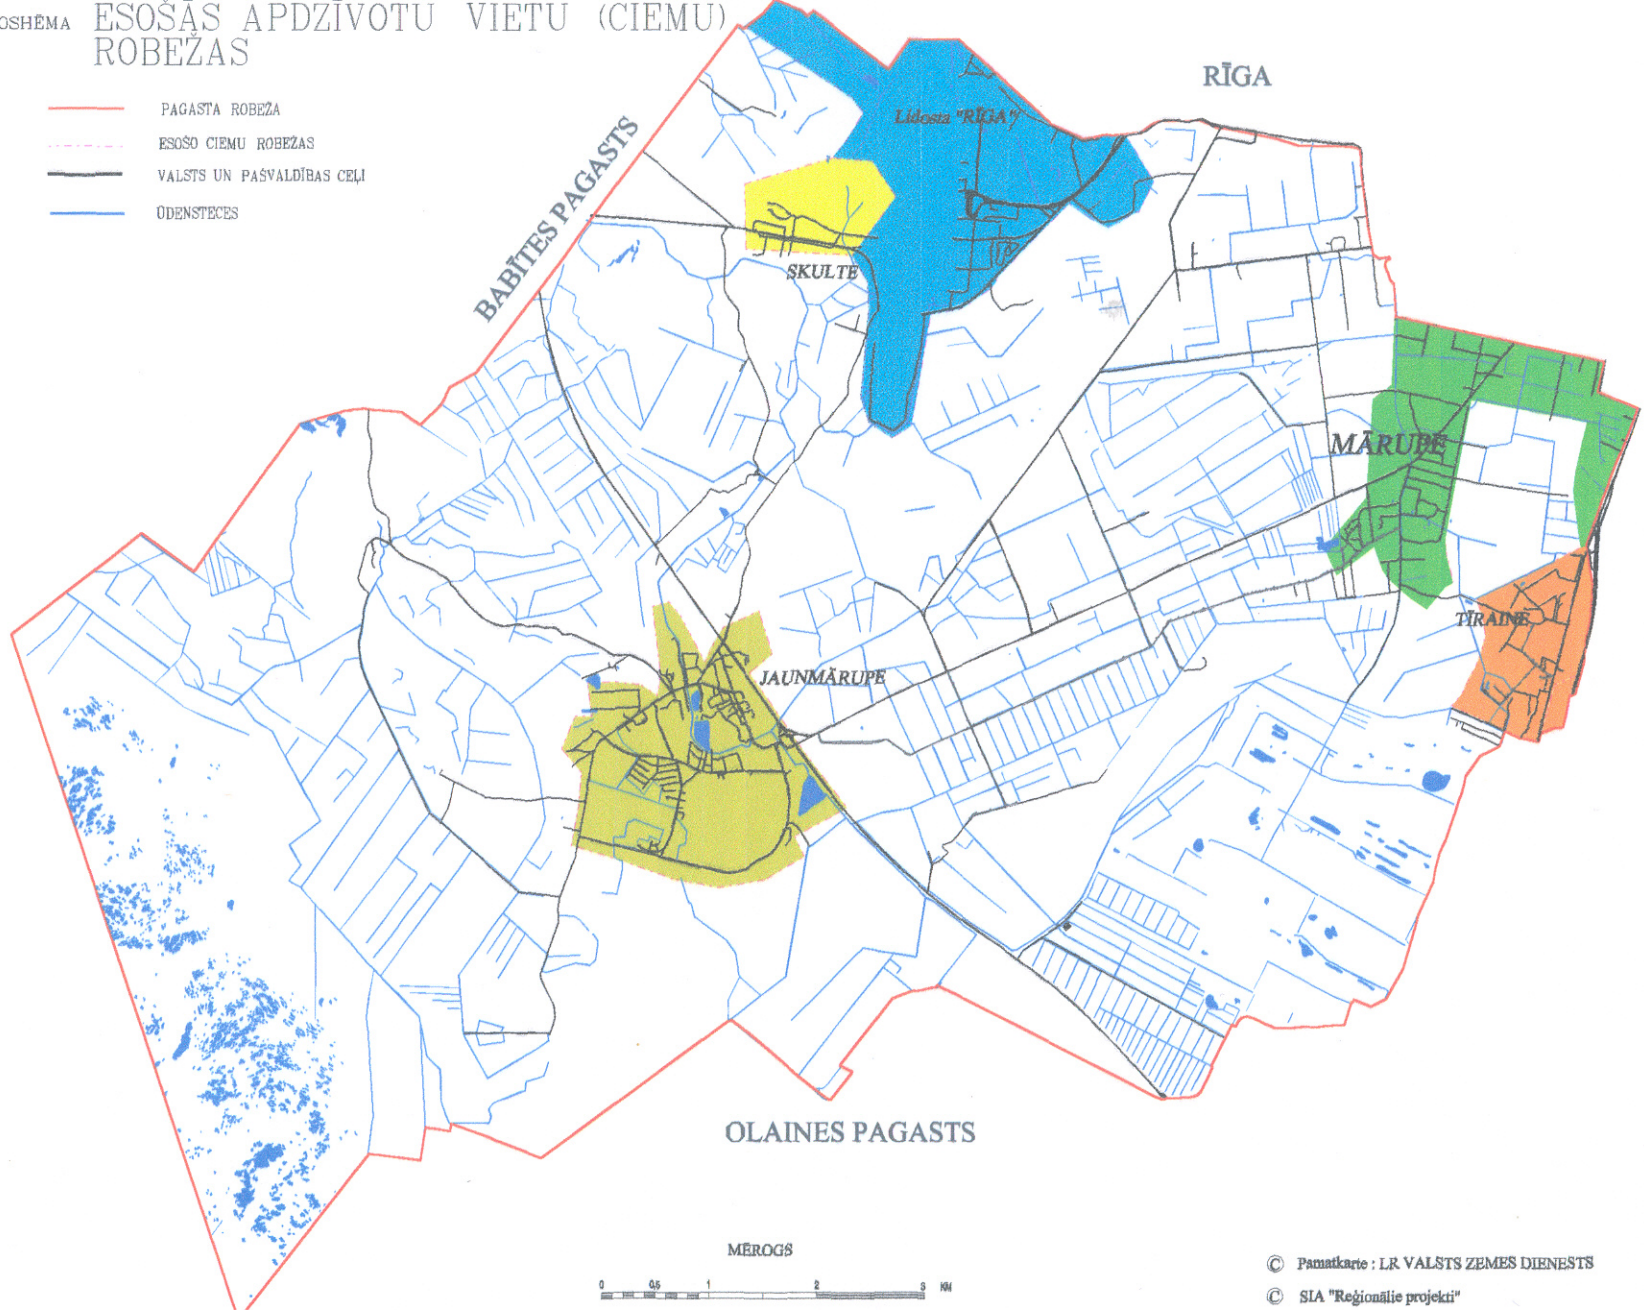 OSHĒMA ESOŠĀS APDZĪVOTU VIETU (CIEMU)
ROBEŽAS
PAGASTA ROBEŽA
ESOŠO CIEMU ROBEŽAS
VALSTS UN PAŠVALDĪBAS CEĻI
ŪDENSTECES
RĪGA
Lidosta "RĪGA"
BABĪTES PAGASTS
SKULTE
MĀRUPE
TĪRAINE
JAUNMĀRUPE
OLAINES PAGASTS
MĒROGS
0 0,5 1 2 3 KM
© Pamatkarte : LR VALSTS ZEMES DIENESTS
© SIA "Reģionālie projekti"